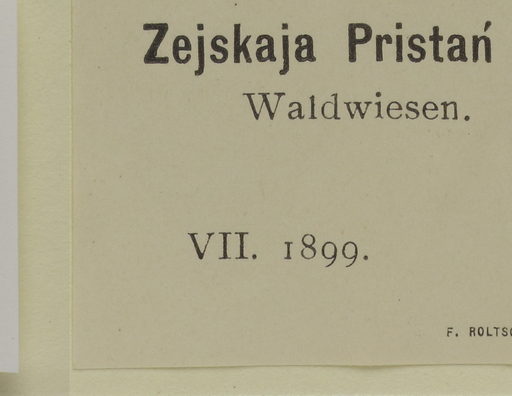 Zejskaja Pristań
Waldwiesen.
VII. 1899.
F.